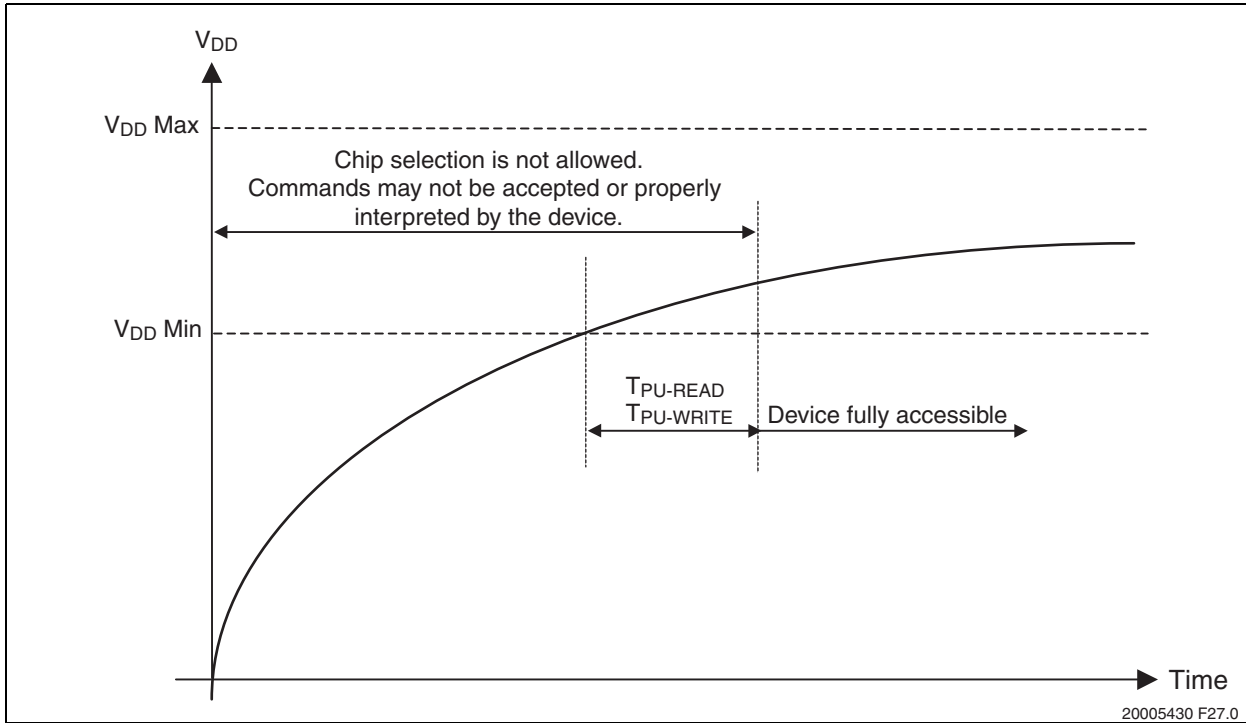 VDD
VDD Max
Chip selection is not allowed.
Commands may not be accepted or properly
interpreted by the device.
VDD Min
TPU-READ
TPU-WRITE
Device fully accessible
Time
20005430 F27.0